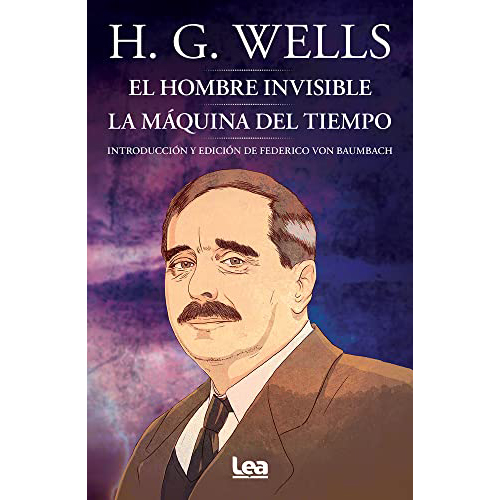 H. G. WELLS
EL HOMBRE INVISIBLE
LA MÁQUINA DEL TIEMPO
INTRODUCCIÓN Y EDICIÓN DE FEDERICO VON BAUMBACH
Lea